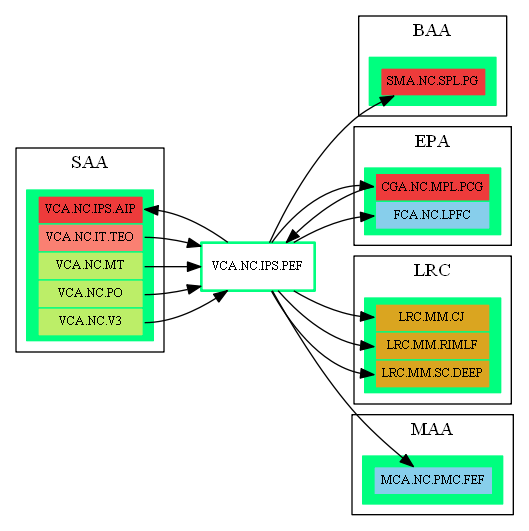 SAA
VCA.NC.IPS.AIP
VCA.NC.IT.TEO
VCA.NC.MT
VCA.NC.PO
VCA.NC.V3
VCA.NC.IPS.PEF
BAA
SMA.NC.SPL.PG
EPA
CGA.NC.MPL.PCG
FCA.NC.LPFC
LRC
LRC.MM.CJ
LRC.MM.RIMLF
LRC.MM.SC.DEEP
MAA
MCA.NC.PMC.FEF